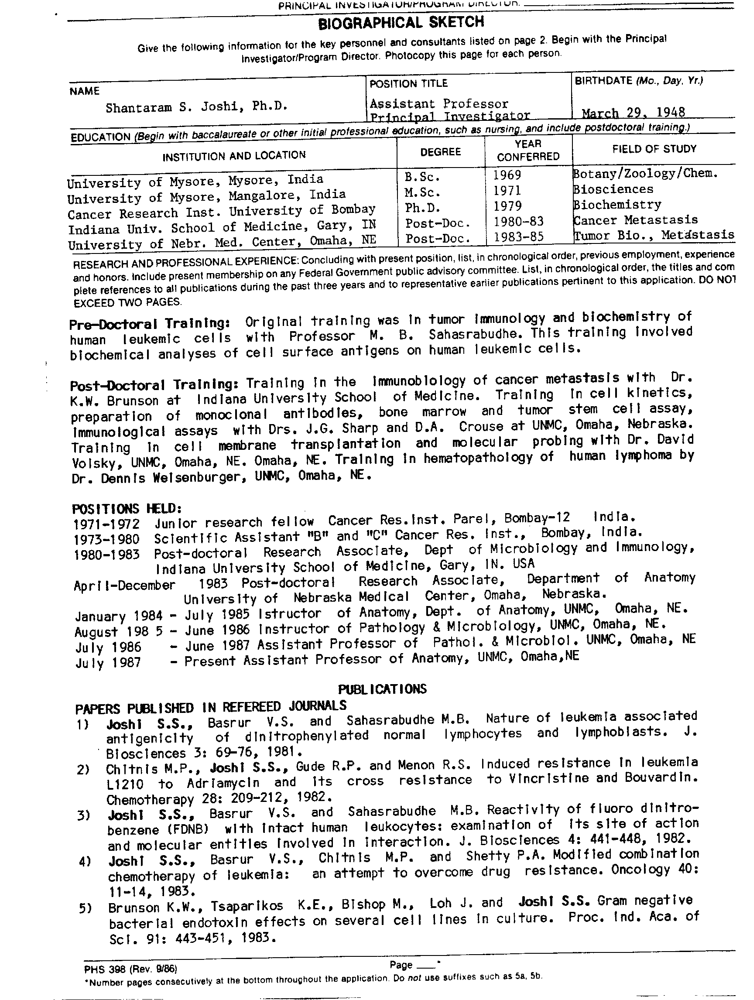 PRINCIPAL INVESTIGATOR/PROGRAM DIRECTOR:
BIOGRAPHICAL SKETCH
Give the following information for the key personnel and consultants listed on page 2. Begin with the Principal
Investigator/Program Director. Photocopy this page for each person.
NAME
POSITION TITLE
BIRTHDATE (Mo., Day, Yr.)
Shantaram S. Joshi, Ph.D.
Assistant Professor
Principal Investigator
March 29, 1948
EDUCATION (Begin with baccalaureate or other initial professional education, such as nursing, and include postdoctoral training.)
INSTITUTION AND LOCATION DEGREE YEAR CONFERRED FIELD OF STUDY
University of Mysore, Mysore, India B.Sc. 1969 Botany/Zoology/Chem.
University of Mysore, Mangalore, India M.Sc. 1971 Biosciences
Cancer Research Inst. University of Bombay Ph.D. 1979 Biochemistry
Indiana Univ. School of Medicine, Gary, IN Post-Doc. 1980-83 Cancer Metastasis
University of Nebr. Med. Center, Omaha, NE Post-Doc. 1983-85 Tumor Bio., Metastasis
RESEARCH AND PROFESSIONAL EXPERIENCE: Concluding with present position, list, in chronological order, previous employment, experience
and honors. Include present membership on any Federal Government public advisory committee. List, in chronological order, the titles and com
plete references to all publications during the past three years and to representative earlier publications pertinent to this application. DO NOT
EXCEED TWO PAGES.
Pre-Doctoral Training: Original training was in tumor immunology and biochemistry of
human leukemic cells with Professor M. B. Sahasrabudhe. This training involved
biochemical analyses of cell surface antigens on human leukemic cells.
Post-Doctoral Training: Training in the immunobiology of cancer metastasis with Dr.
K.W. Brunson at Indiana University School of Medicine. Training in cell kinetics,
preparation of monoclonal antibodies, bone marrow and tumor stem cell assay,
immunological assays with Drs. J.G. Sharp and D.A. Crouse at UNMC, Omaha, Nebraska.
Training in cell membrane transplantation and molecular probing with Dr. David
Volsky, UNMC, Omaha, NE. Omaha, NE. Training in hematopathology of human lymphoma by
Dr. Dennis Weisenburger, UNMC, Omaha, NE.
POSITIONS HELD:
1971-1972 Junior research fellow Cancer Res.Inst. Parel, Bombay-12 India.
1973-1980 Scientific Assistant "B" and "C" Cancer Res. Inst., Bombay, India.
1980-1983 Post-doctoral Research Associate, Dept of Microbiology and Immunology,
Indiana University School of Medicine, Gary, IN. USA
April-December 1983 Post-doctoral Research Associate, Department of Anatomy
University of Nebraska Medical Center, Omaha, Nebraska.
January 1984 - July 1985 Istructor of Anatomy, Dept. of Anatomy, UNMC, Omaha, NE.
August 198 5 - June 1986 Instructor of Pathology & Microbiology, UNMC, Omaha, NE.
July 1986 - June 1987 Assistant Professor of Pathol. & Microbiol. UNMC, Omaha, NE
July 1987 - Present Assistant Professor of Anatomy, UNMC, Omaha,NE
PUBLICATIONS
PAPERS PUBLISHED IN REFEREED JOURNALS
1) Joshi S.S., Basrur V.S. and Sahasrabudhe M.B. Nature of leukemia associated
antigenicity of dinitrophenylated normal lymphocytes and lymphoblasts. J.
Biosciences 3: 69-76, 1981.
2) Chitnis M.P., Joshi S.S., Gude R.P. and Menon R.S. Induced resistance in leukemia
L1210 to Adriamycin and its cross resistance to Vincristine and Bouvardin.
Chemotherapy 28: 209-212, 1982.
3) Joshi S.S., Basrur V.S. and Sahasrabudhe M.B. Reactivity of fluoro dinitro-
benzene (FDNB) with intact human leukocytes: examination of its site of action
and molecular entities involved in interaction. J. Biosciences 4: 441-448, 1982.
4) Joshi S.S., Basrur V.S., Chitnis M.P. and Shetty P.A. Modified combination
chemotherapy of leukemia: an attempt to overcome drug resistance. Oncology 40:
11-14, 1983.
5) Brunson K.W., Tsaparikos K.E., Bishop M., Loh J. and Joshi S.S. Gram negative
bacterial endotoxin effects on several cell lines in culture. Proc. Ind. Aca. of
Sci. 91: 443-451, 1983.
PHS 398 (Rev. 9/86) Page ___*
*Number pages consecutively at the bottom throughout the application. Do not use suffixes such as 5a, 5b.